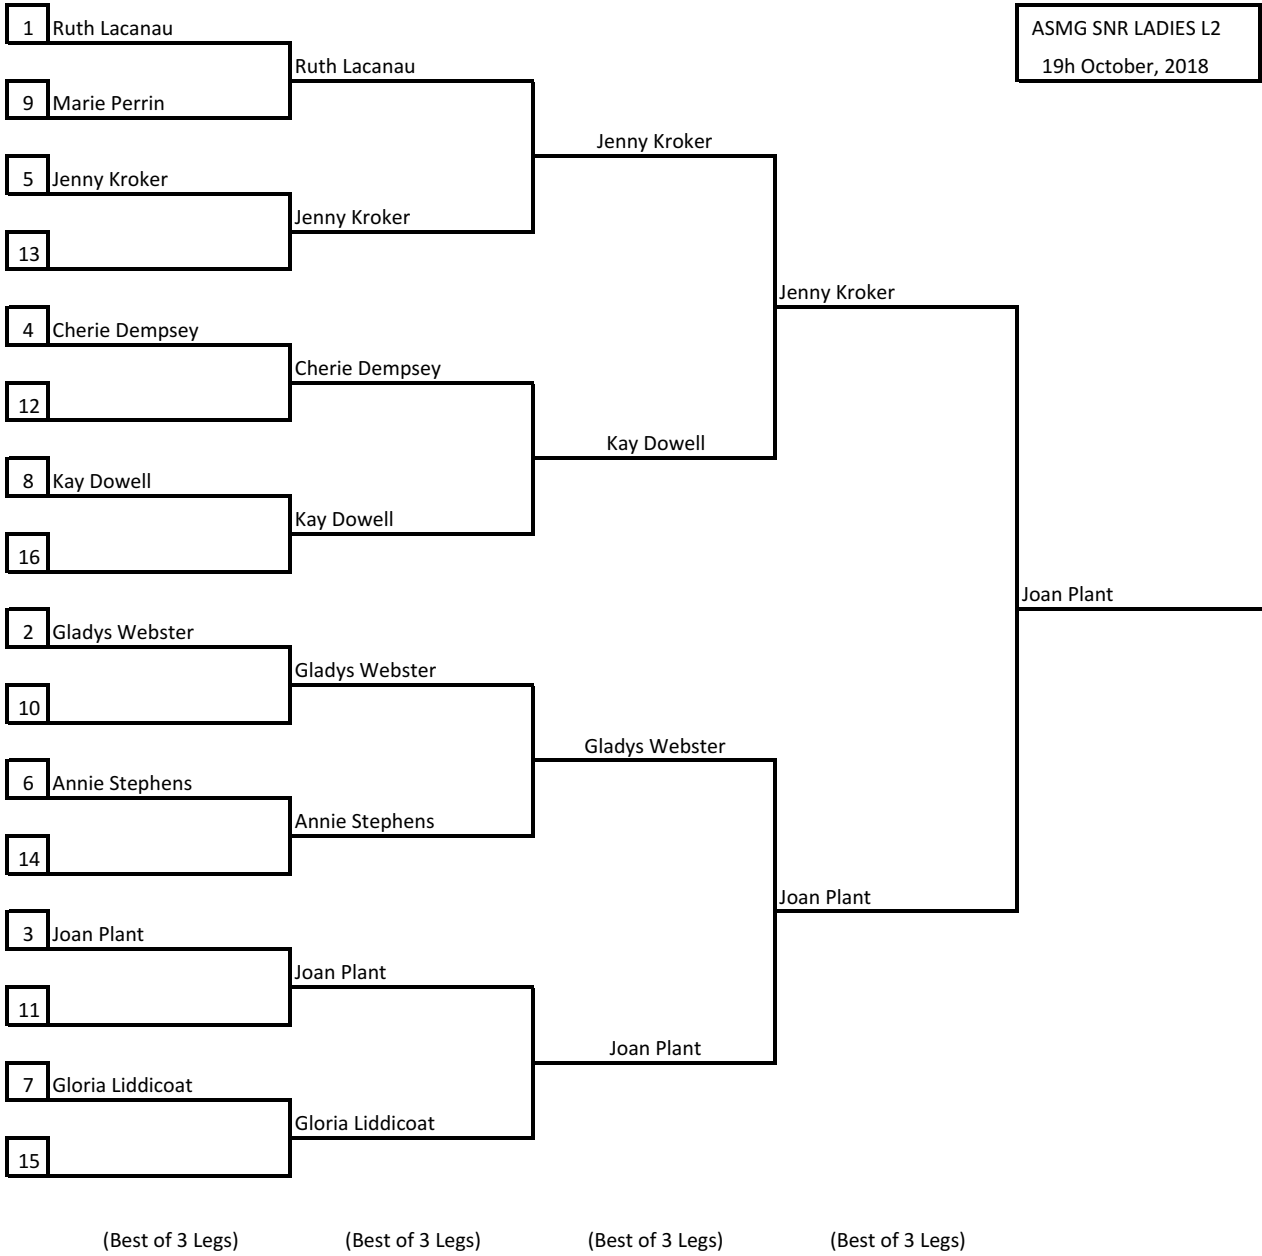 1 Ruth Lacanau
ASMG SNR LADIES L2
Ruth Lacanau
19h October, 2018
9 Marie Perrin
Jenny Kroker
5 Jenny Kroker
Jenny Kroker
13
Jenny Kroker
4 Cherie Dempsey
Cherie Dempsey
12
Kay Dowell
8 Kay Dowell
Kay Dowell
16
Joan Plant
2 Gladys Webster
Gladys Webster
10
Gladys Webster
6 Annie Stephens
Annie Stephens
14
Joan Plant
3 Joan Plant
Joan Plant
11
Joan Plant
7 Gloria Liddicoat
Gloria Liddicoat
15
(Best of 3 Legs) (Best of 3 Legs) (Best of 3 Legs) (Best of 3 Legs)